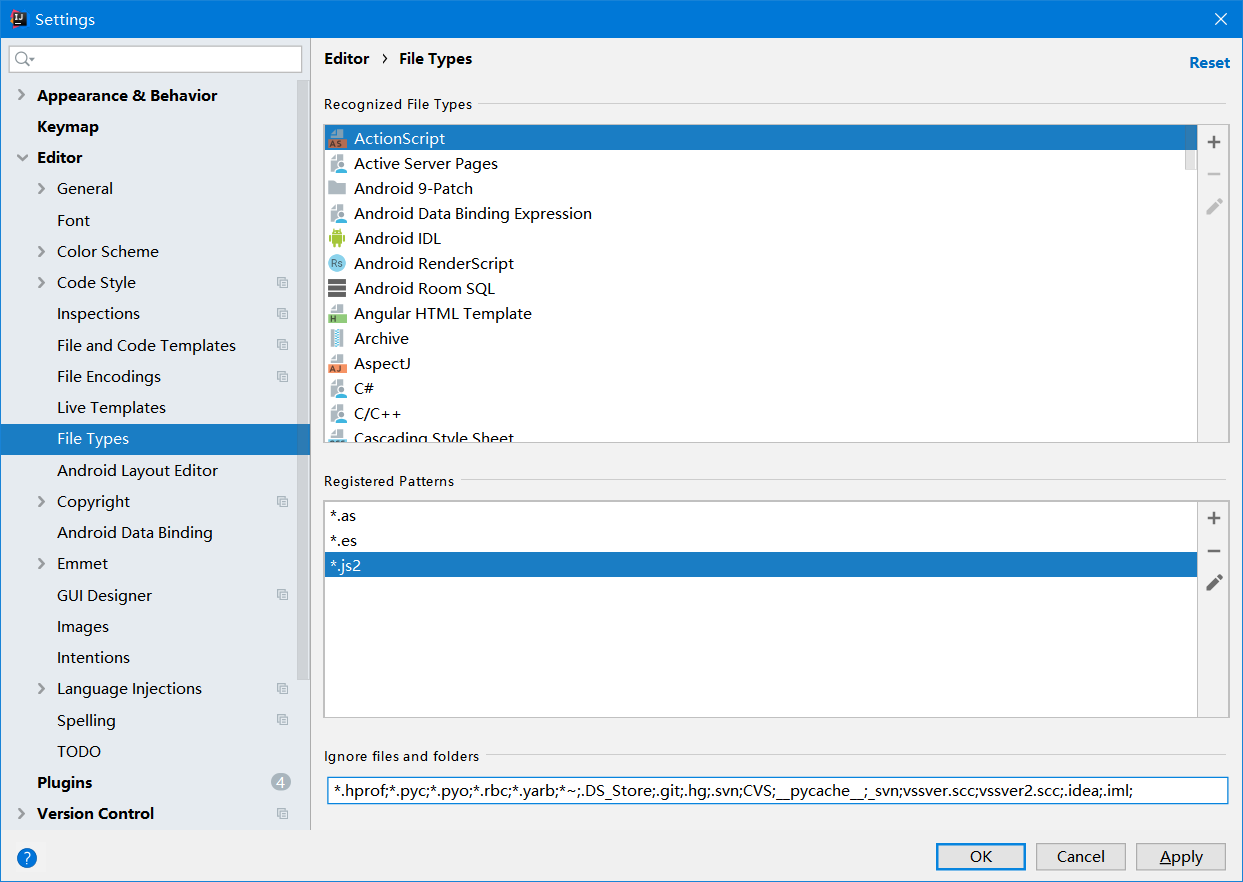 Settings
Editor › File Types
Reset
Appearance & Behavior
Keymap
Editor
General
Font
Color Scheme
Code Style
Inspections
File and Code Templates
File Encodings
Live Templates
File Types
Android Layout Editor
Copyright
Android Data Binding
Emmet
GUI Designer
Images
Intentions
Language Injections
Spelling
TODO
Plugins 4
Version Control
Recognized File Types
ActionScript
Active Server Pages
Android 9-Patch
Android Data Binding Expression
Android IDL
Android RenderScript
Android Room SQL
Angular HTML Template
Archive
AspectJ
C#
C/C++
Cascading Style Sheet
Registered Patterns
*.as
*.es
*.js2
Ignore files and folders
*.hprof;*.pyc;*.pyo;*.rbc;*.yarb;*~;.DS_Store;.git;.hg;.svn;CVS;__pycache__;_svn;vssver.scc;vssver2.scc;.idea;.iml;
?
OK
Cancel
Apply